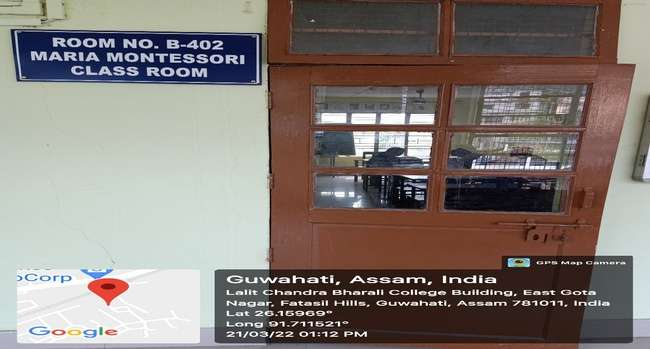 ROOM NO. B-402
MARIA MONTESSORI
CLASS ROOM
GPS Map Camera
oCorp
Google
Guwahati, Assam, India
Lalit Chandra Bharali College Building, East Gota
Nagar, Fatasil Hills, Guwahati, Assam 781011, India
Lat 26.15969°
Long 91.711521°
21/03/22 01:12 PM